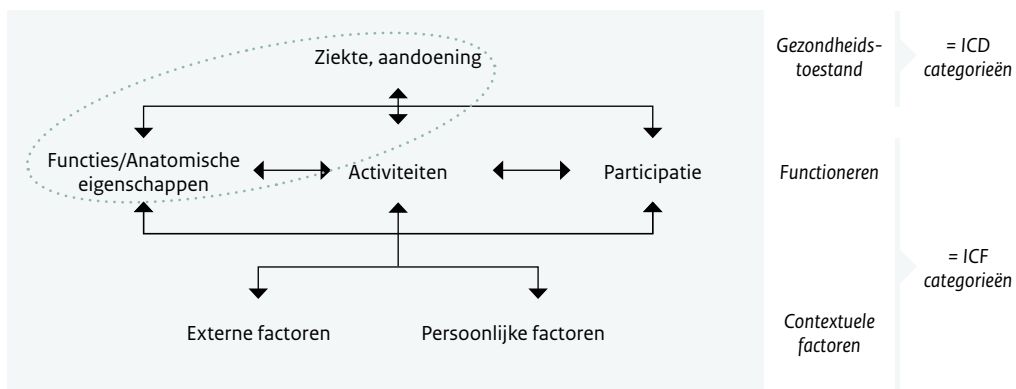 Ziekte, aandoening
Gezondheids-
toestand
= ICD
categorieën
Functies/Anatomische
eigenschappen
Activiteiten
Participatie
Functioneren
= ICF
categorieën
Externe factoren
Persoonlijke factoren
Contextuele
factoren